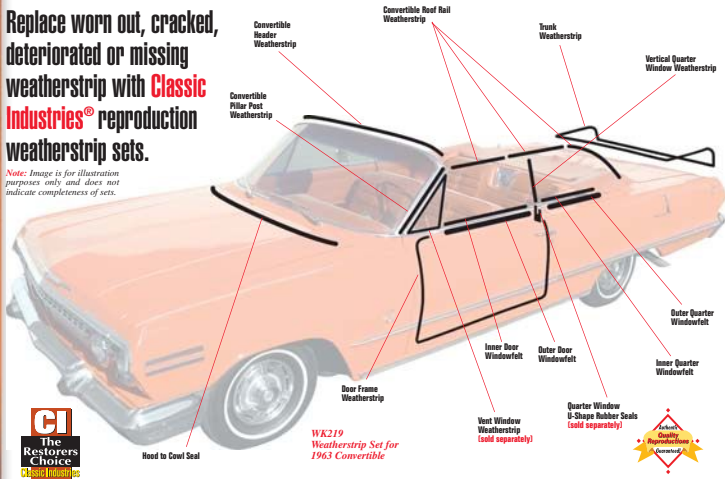 Replace worn out, cracked,
deteriorated or missing
weatherstrip with Classic
Industries® reproduction
weatherstrip sets.
Note: Image is for illustration
purposes only and does not
indicate completeness of sets.
Convertible
Header
Weatherstrip
Convertible Roof Rail
Weatherstrip
Trunk
Weatherstrip
Vertical Quarter
Window Weatherstrip
Convertible
Pillar Post
Weatherstrip
Outer Quarter
Windowfelt
Inner Quarter
Windowfelt
Inner Door
Windowfelt
Outer Door
Windowfelt
Door Frame
Weatherstrip
Vent Window
Weatherstrip
(sold separately)
Quarter Window
U-Shape Rubber Seals
(sold separately)
Hood to Cowl Seal
WK219
Weatherstrip Set for
1963 Convertible
CI
The
Restorers
Choice
Classic Industries
Authentic
Quality
Reproductions
Guaranteed!